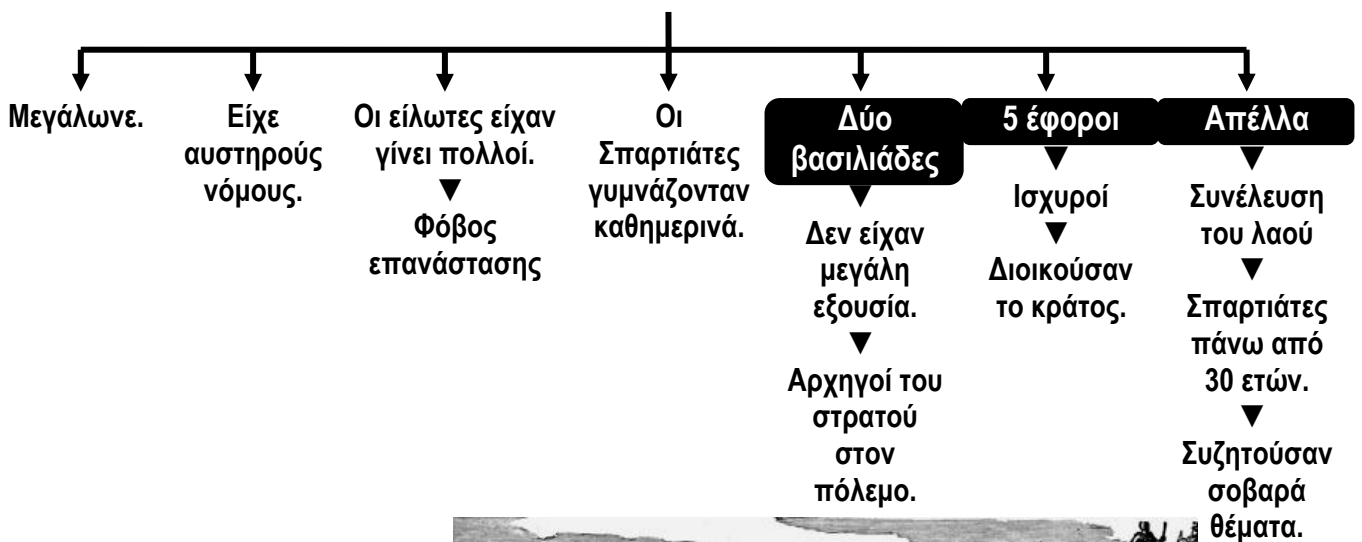 Μεγάλωνε.
Είχε
αυστηρούς
νόμους.
Οι είλωτες είχαν
γίνει πολλοί.
▼
Φόβος
επανάστασης
Οι
Σπαρτιάτες
γυμνάζονταν
καθημερινά.
Δύο
βασιλιάδες
▼
Δεν είχαν
μεγάλη
εξουσία.
▼
Αρχηγοί του
στρατού
στον
πόλεμο.
5 έφοροι
▼
Ισχυροί
▼
Διοικούσαν
το κράτος.
Απέλλα
▼
Συνέλευση
του λαού
▼
Σπαρτιάτες
πάνω από
30 ετών.
▼
Συζητούσαν
σοβαρά
θέματα.